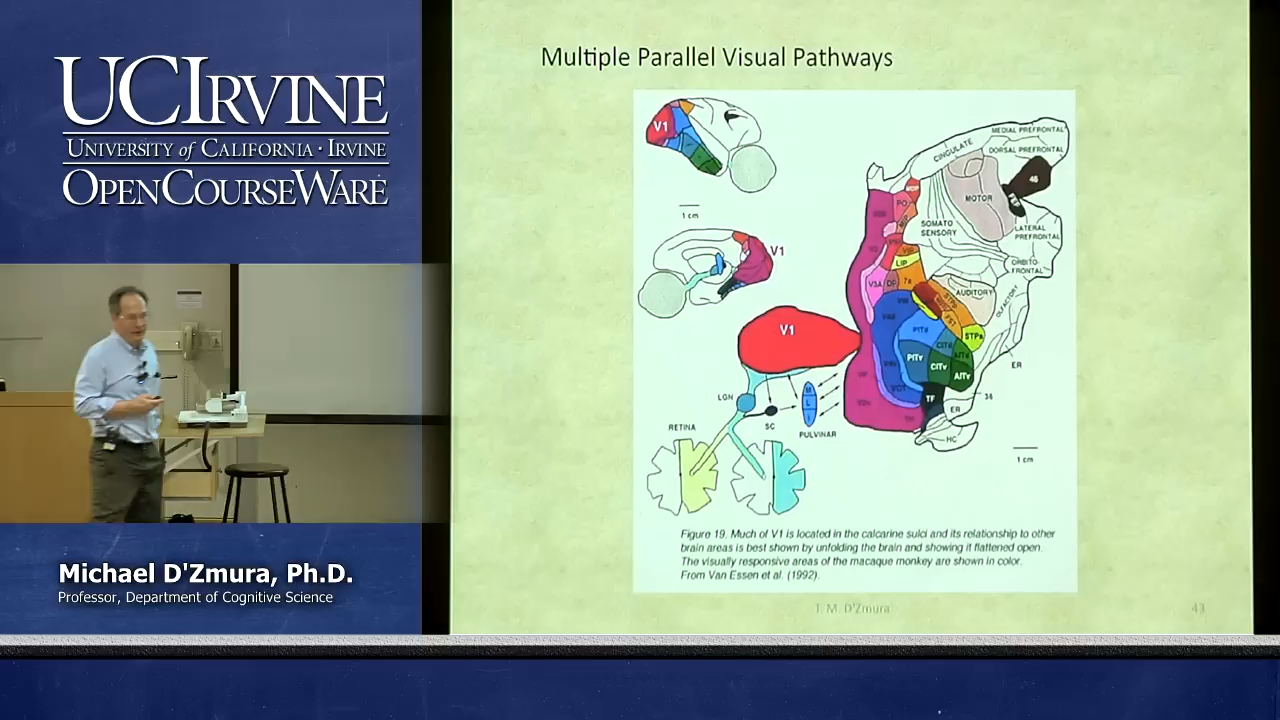 UCIRVINE
UNIVERSITY of CALIFORNIA · IRVINE
OPENCOURSEWARE
Michael D'Zmura, Ph.D.
Professor, Department of Cognitive Science
Multiple Parallel Visual Pathways
V1
1 cm
V1
V1
LGN
SC
PULVINAR
RETINA
MEDIAL PREFRONTAL
CINGULATE
DORSAL PREFRONTAL
46
MOTOR
SOMATO
SENSORY
LATERAL
PREFRONTAL
ORBITO-
FRONTAL
PO
LIP
V3A
DP
7a
AUDITORY
OLFACTORY
STPa
PITd
CITd
AITd
PITv
CITv
AITv
ER
TF
36
ER
HC
1 cm
Figure 19. Much of V1 is located in the calcarine sulci and its relationship to other
brain areas is best shown by unfolding the brain and showing it flattened open.
The visually responsive areas of the macaque monkey are shown in color.
From Van Essen et al. (1992).
T. M. D'Zmura
43